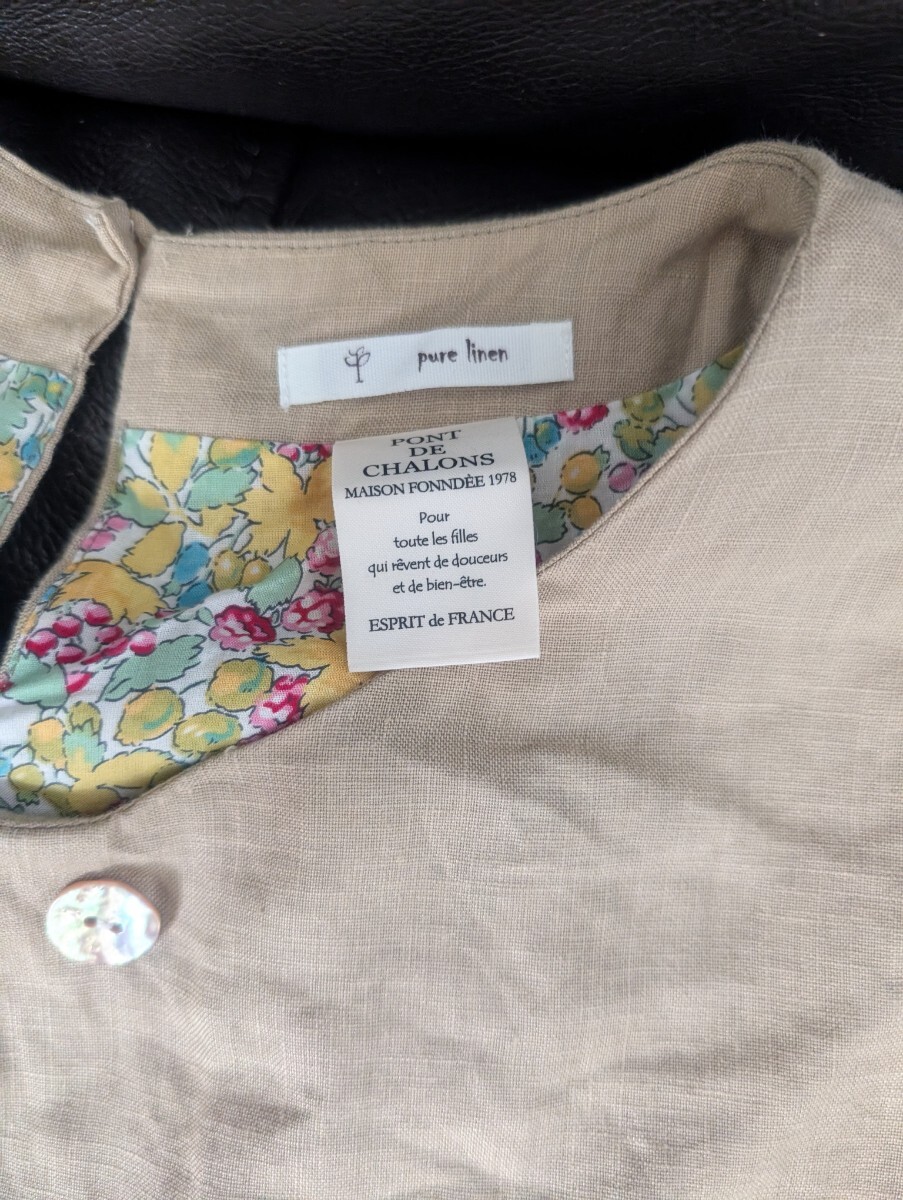 pure linen
PONT
DE
CHALONS
MAISON FONNDÈE 1978
Pour
toute les filles
qui rêvent de douceurs
et de bien-être.
ESPRIT de FRANCE